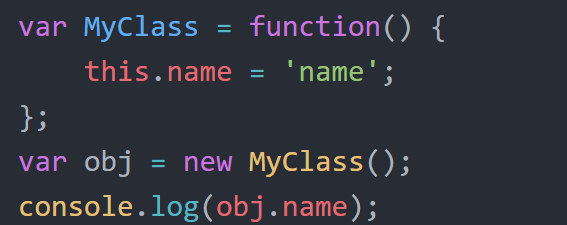 var MyClass = function() {
    this.name = 'name';
};
var obj = new MyClass();
console.log(obj.name);